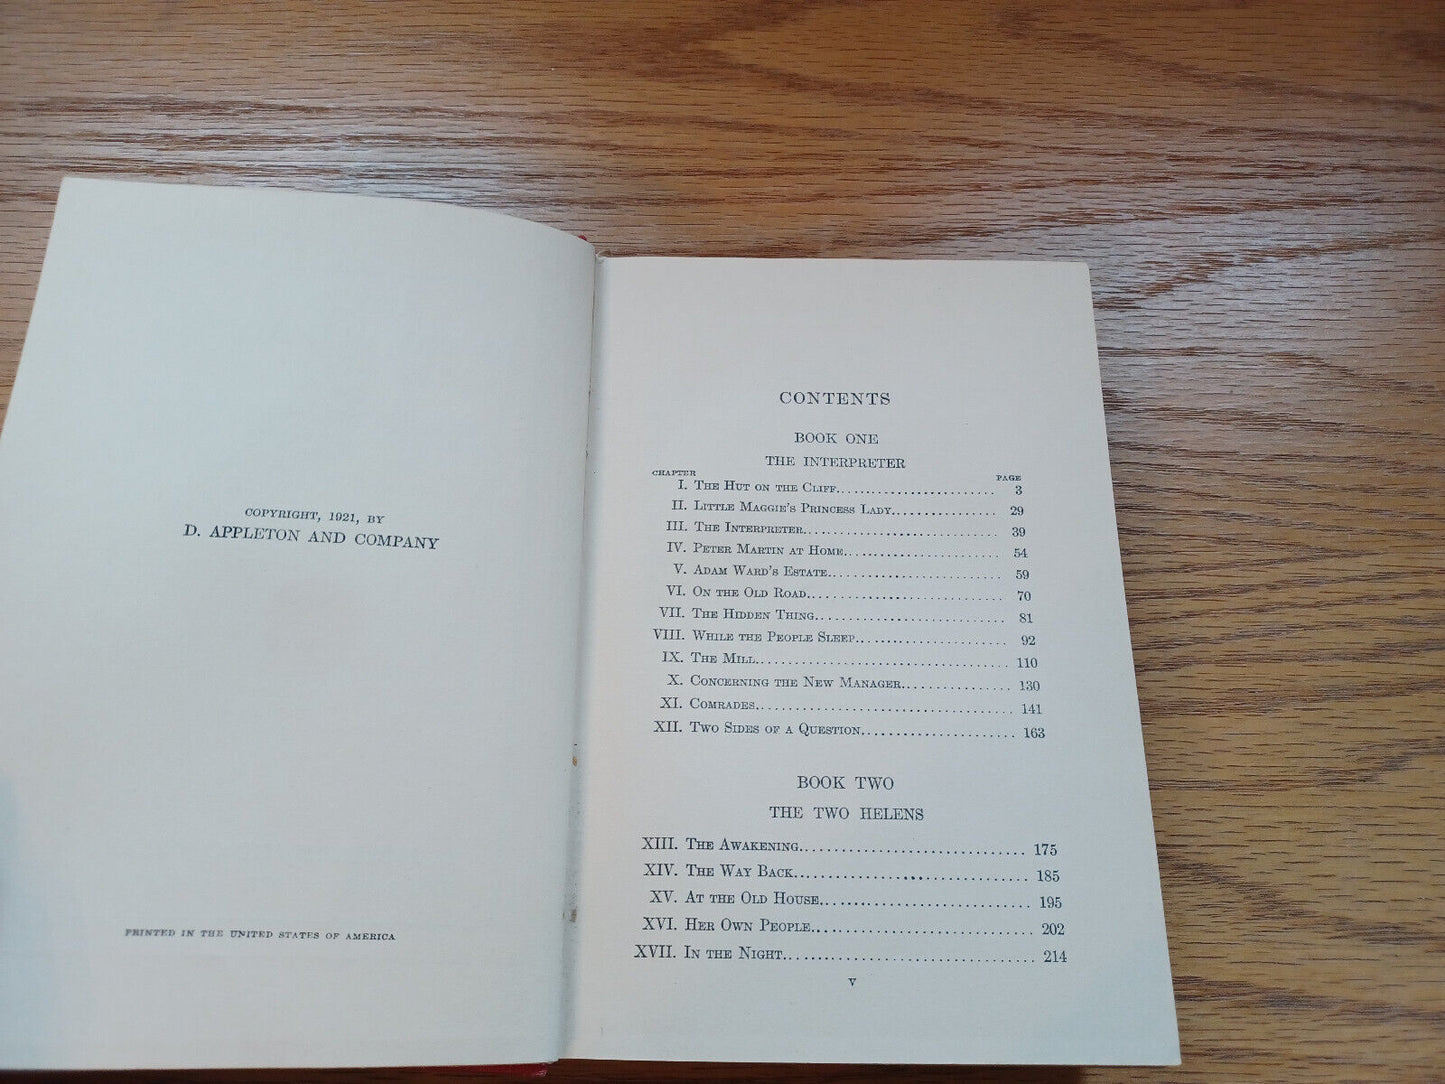 COPYRIGHT, 1921, BY
D. APPLETON AND COMPANY
PRINTED IN THE UNITED STATES OF AMERICA
CONTENTS
BOOK ONE
THE INTERPRETER
CHAPTER PAGE
I. The Hut on the Cliff 3
II. Little Maggie's Princess Lady 29
III. The Interpreter 39
IV. Peter Martin at Home 54
V. Adam Ward's Estate 59
VI. On the Old Road 70
VII. The Hidden Thing 81
VIII. While the People Sleep 92
IX. The Mill 110
X. Concerning the New Manager 130
XI. Comrades 141
XII. Two Sides of a Question 163
BOOK TWO
THE TWO HELENS
XIII. The Awakening 175
XIV. The Way Back 185
XV. At the Old House 195
XVI. Her Own People 202
XVII. In the Night 214
v